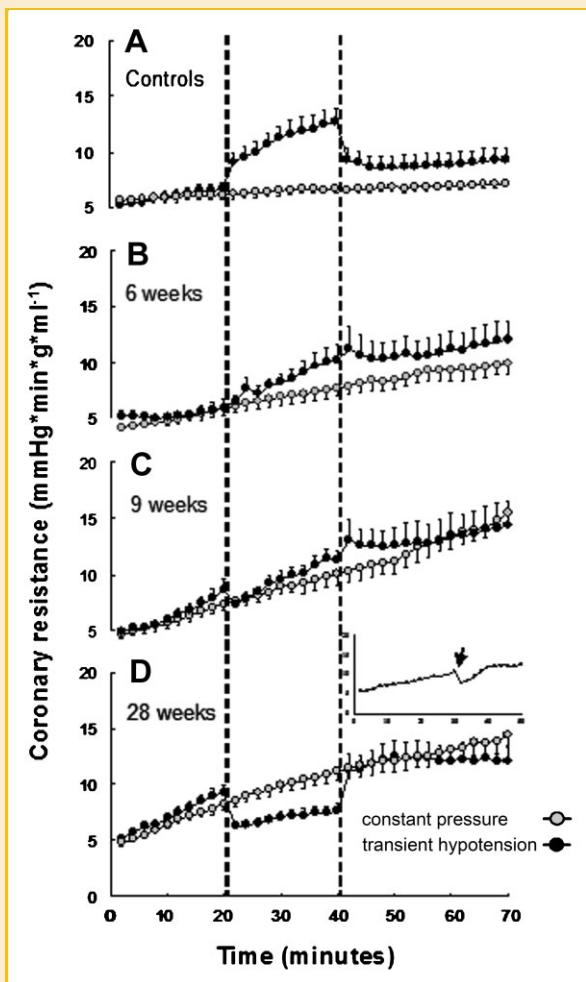 A
Controls
20
15
10
5
B
6 weeks
20
15
10
5
C
9 weeks
20
15
10
5
D
28 weeks
20
15
10
5
0
Coronary resistance (mmHg*min*g*ml-1)
constant pressure
transient hypotension
0 10 20 30 40 50 60 70
Time (minutes)